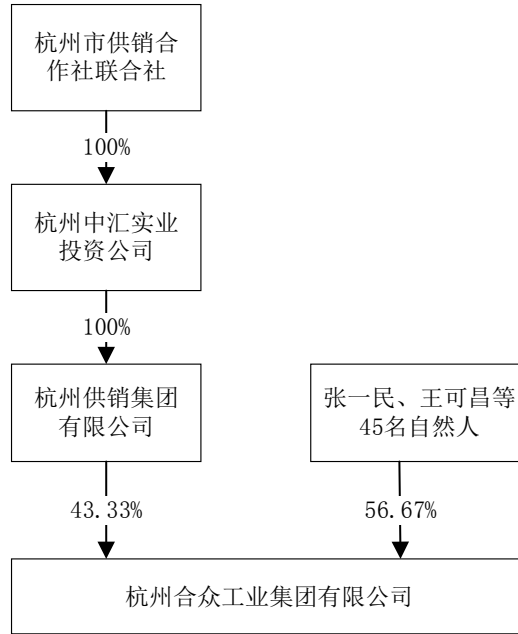 杭州市供销合
作社联合社
100%
杭州中汇实业
投资公司
100%
杭州供销集团
有限公司
张一民、王可昌等
45名自然人
43.33%
56.67%
杭州合众工业集团有限公司